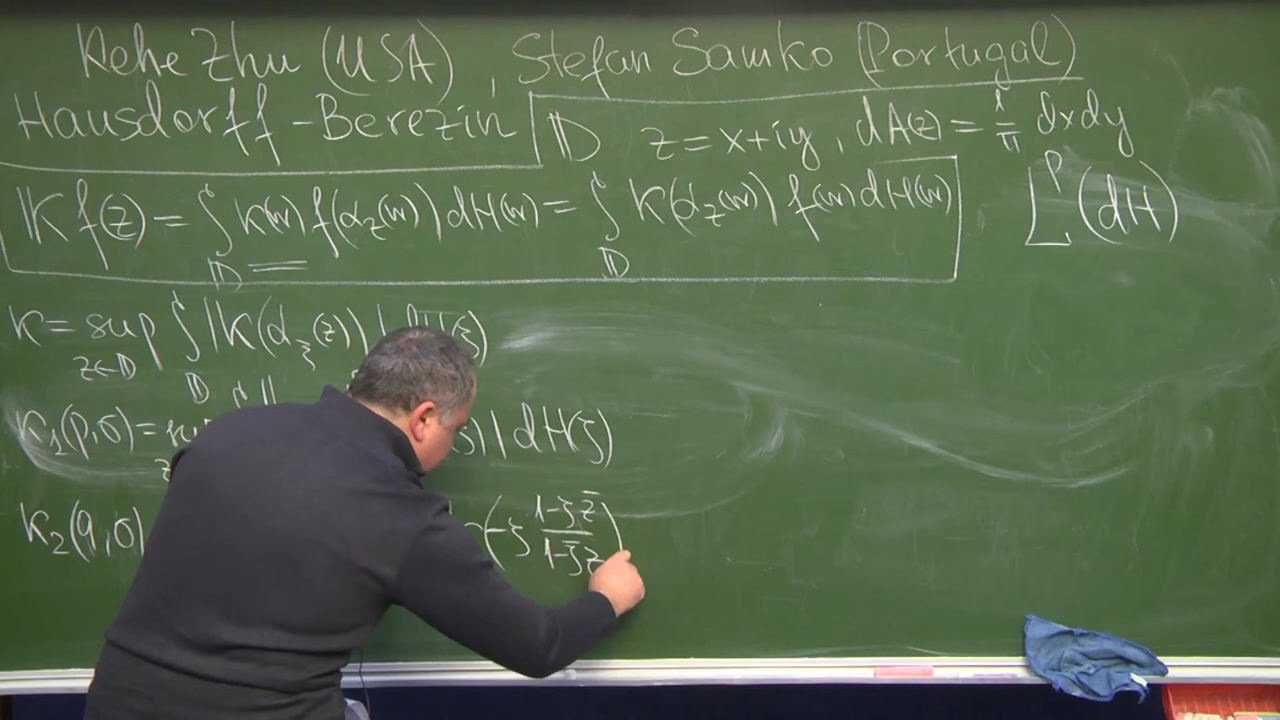 Kehe Zhu (USA), Stefan Samko (Portugal)
Hausdorff-Berezin 𝔻 z = x+iy, dA(z) = 1/π dxdy
𝕂f(z) = ∫_𝔻 K(w) f(α_z(w)) dH(w) = ∫_𝔻 K(α_z(w)) f(w) dH(w) L^p(dH)
K = sup_{z∈𝔻} ∫_𝔻 |K(α_ξ(z))| dH(ξ)
K_1(p,σ) = dH(ξ)
K_2(q,σ) (-ξ (1-ξz̄)/(1-ξ̄z))